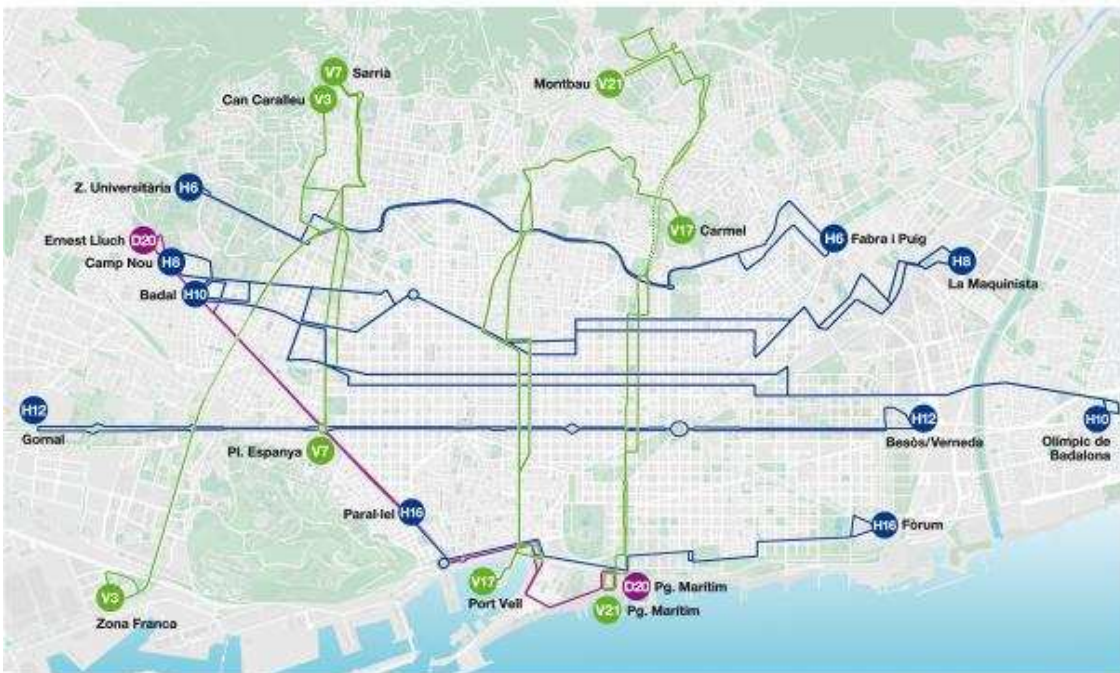 V7 Sarrià
Can Caralleu V3
Montbau V21
Z. Universitària H6
Ernest Lluch D20
Camp Nou H8
Badal H10
V17 Carmel
H6 Fabra i Puig
H8
La Maquinista
H12
Gornal
Pl. Espanya V7
H12
Besòs/Verneda
H10
Olímpic de
Badalona
Paral·lel H16
H16 Fòrum
V3
Zona Franca
V17
Port Vell
D20 Pg. Marítim
V21 Pg. Marítim